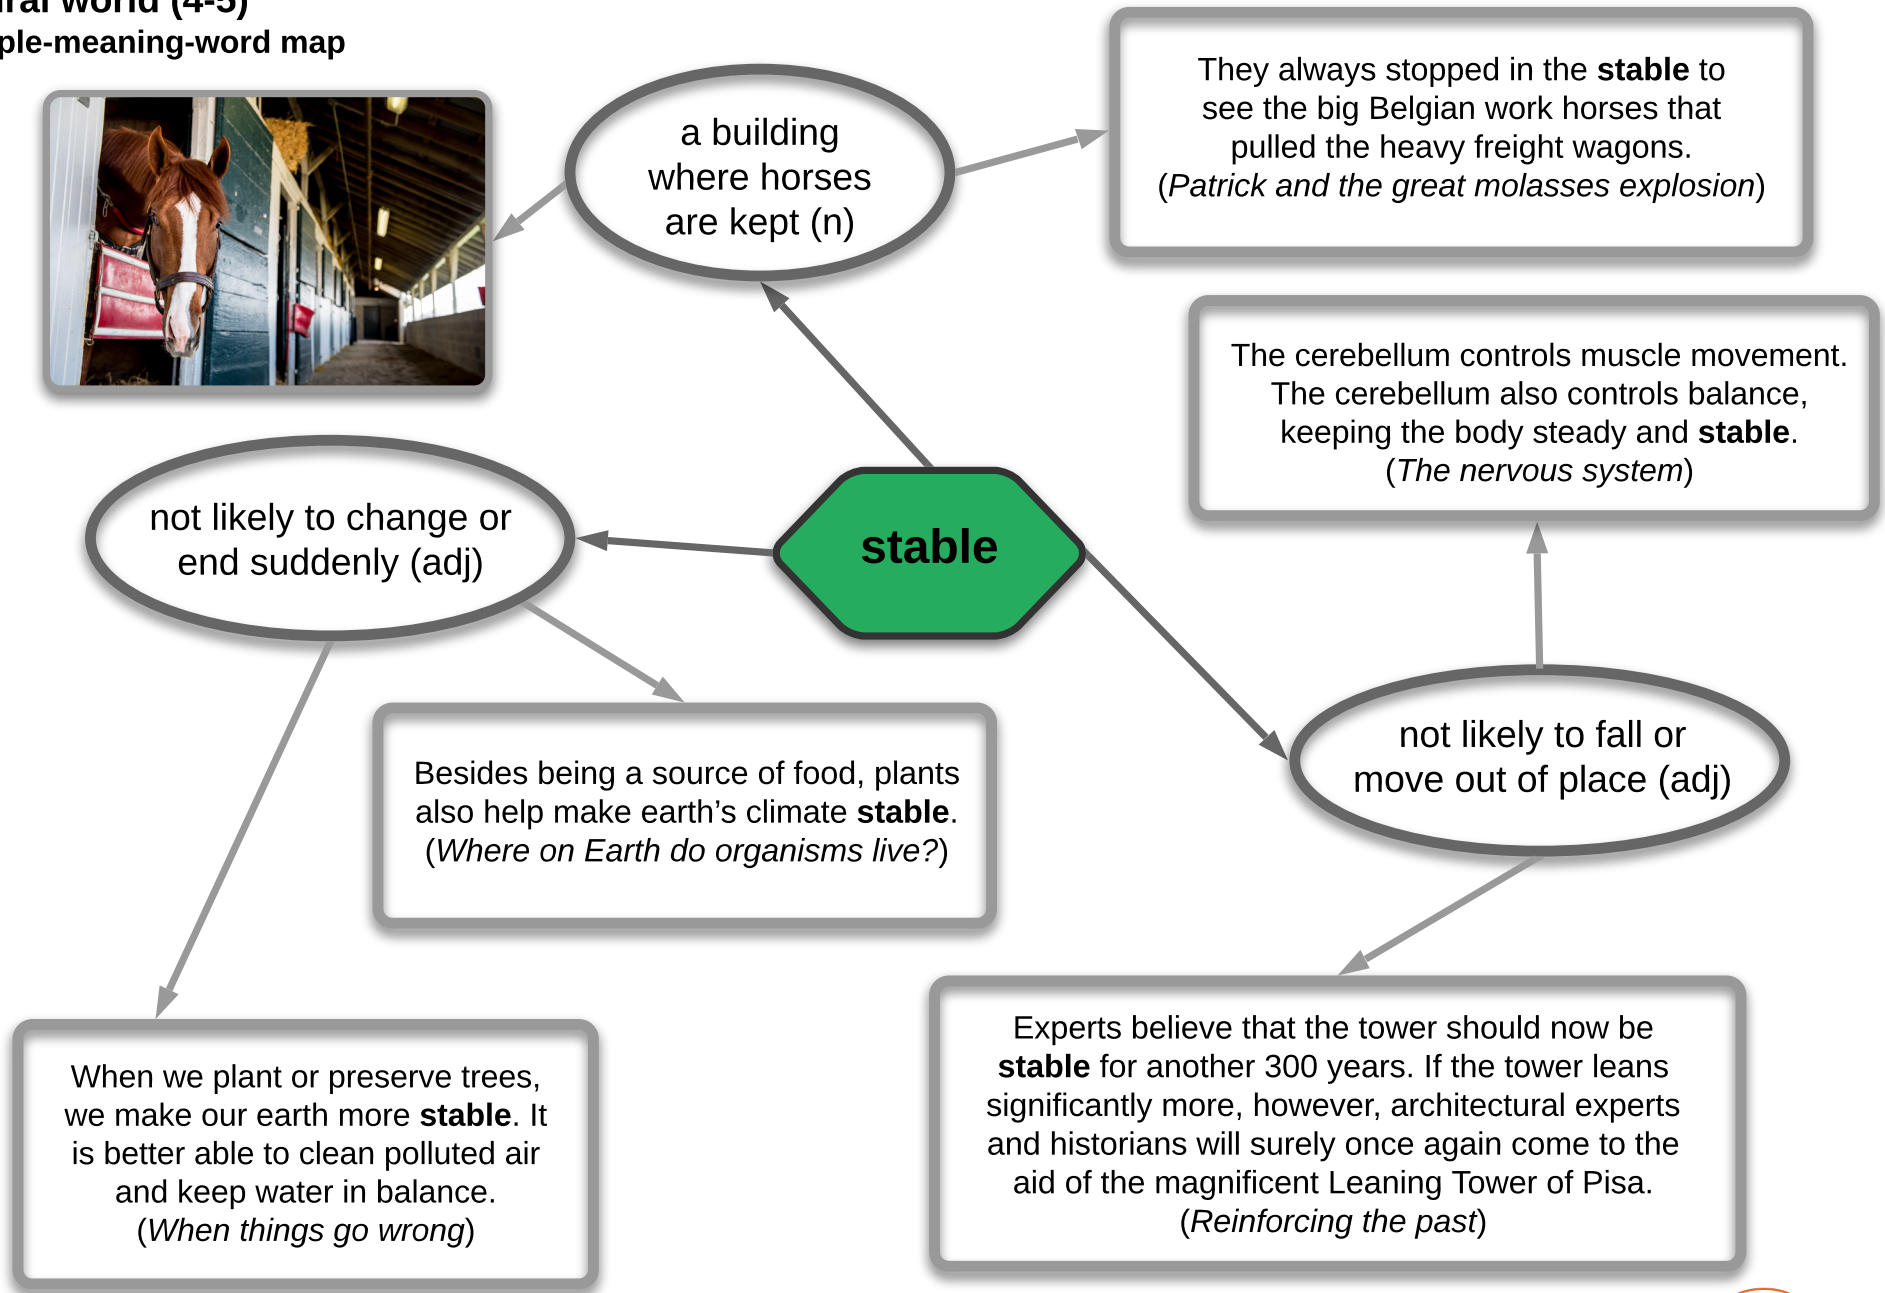 world (4-5)
map
a building
where horses
are kept (n)
They always stopped in the stable to
see the big Belgian work horses that
pulled the heavy freight wagons.
(Patrick and the great molasses explosion)
The cerebellum controls muscle movement.
The cerebellum also controls balance,
keeping the body steady and stable.
(The nervous system)
not likely to change or
end suddenly (adj)
stable
not likely to fall or
move out of place (adj)
Besides being a source of food, plants
also help make earth’s climate stable.
(Where on Earth do organisms live?)
Experts believe that the tower should now be
stable for another 300 years. If the tower leans
significantly more, however, architectural experts
and historians will surely once again come to the
aid of the magnificent Leaning Tower of Pisa.
(Reinforcing the past)
When we plant or preserve trees,
we make our earth more stable. It
is better able to clean polluted air
and keep water in balance.
(When things go wrong)